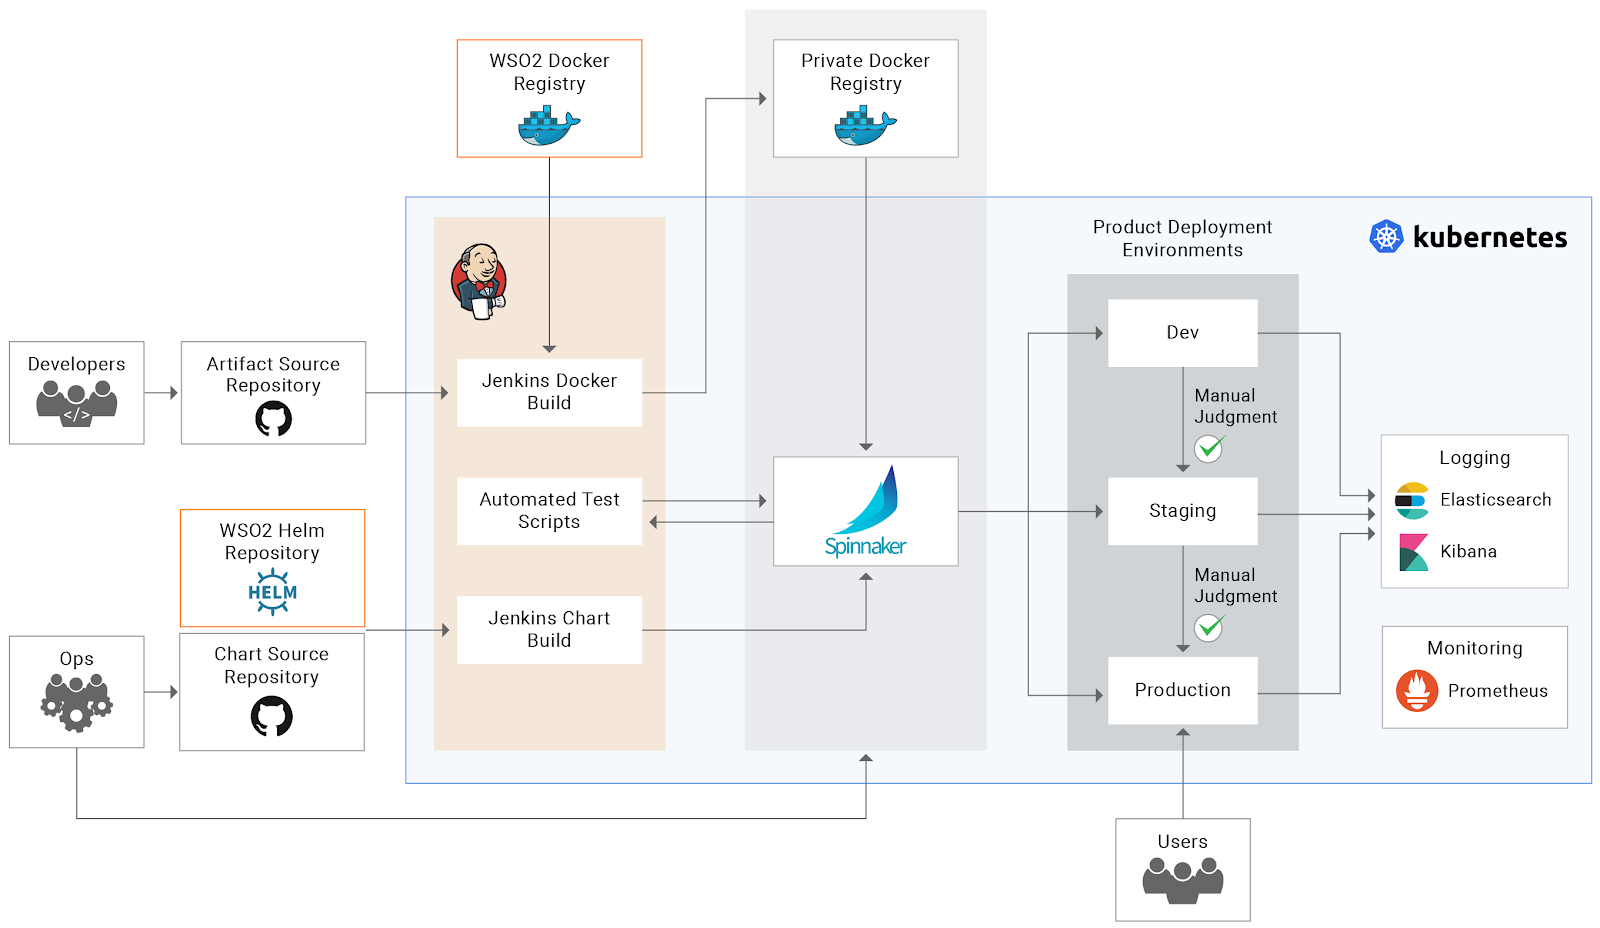 WSO2 Docker
Registry
Private Docker
Registry
Product Deployment
Environments
kubernetes
Developers
</>
Artifact Source
Repository
Jenkins Docker
Build
Dev
Manual
Judgment
Automated Test
Scripts
Spinnaker
Staging
Logging
Elasticsearch
Kibana
WSO2 Helm
Repository
HELM
Manual
Judgment
Jenkins Chart
Build
Ops
Chart Source
Repository
Production
Monitoring
Prometheus
Users